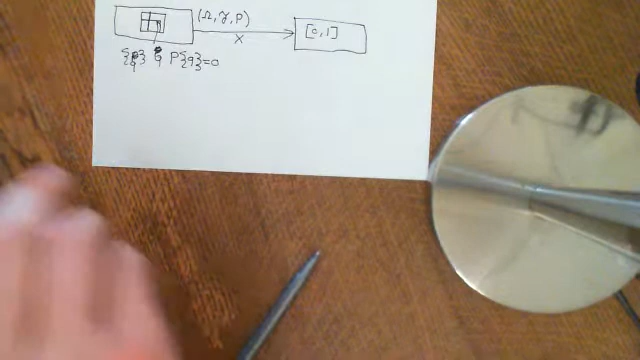 (Ω, 𝓕, P)
X
[0,1]
{q} q P{q}=0